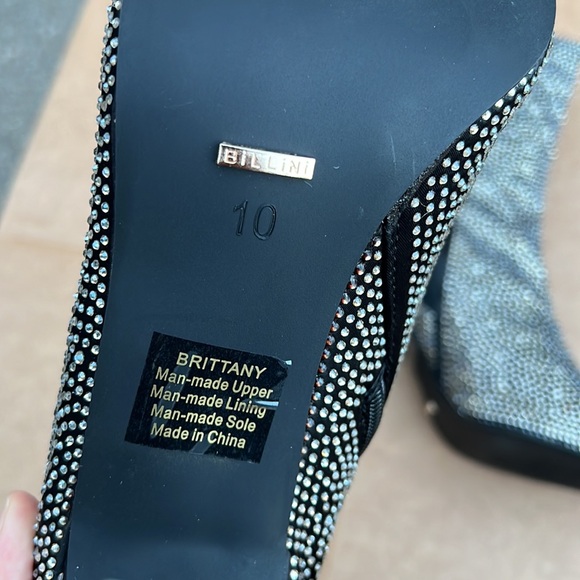 BILLINI
10
BRITTANY
Man-made Upper
Man-made Lining
Man-made Sole
Made in China